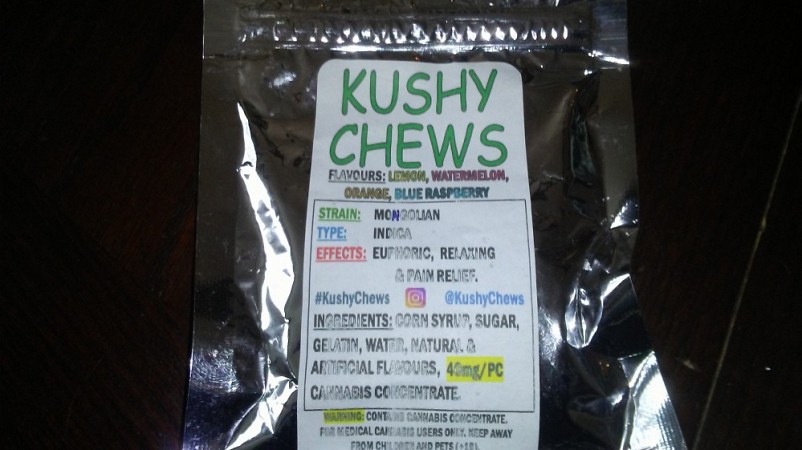 KUSHY
CHEWS
FLAVOURS: LEMON, WATERMELON,
ORANGE, BLUE RASPBERRY
STRAIN: MONGOLIAN
TYPE: INDICA
EFFECTS: EUPHORIC, RELAXING
& PAIN RELIEF.
#KushyChews @KushyChews
INGREDIENTS: CORN SYRUP, SUGAR,
GELATIN, WATER, NATURAL &
ARTIFICIAL FLAVOURS, /PC
CANNABIS CONCENTRATE.
WARNING: CONTAINS CANNABIS CONCENTRATE.
FOR MEDICAL CANNABIS USERS ONLY. KEEP AWAY
FROM CHILDREN AND PETS (+18).